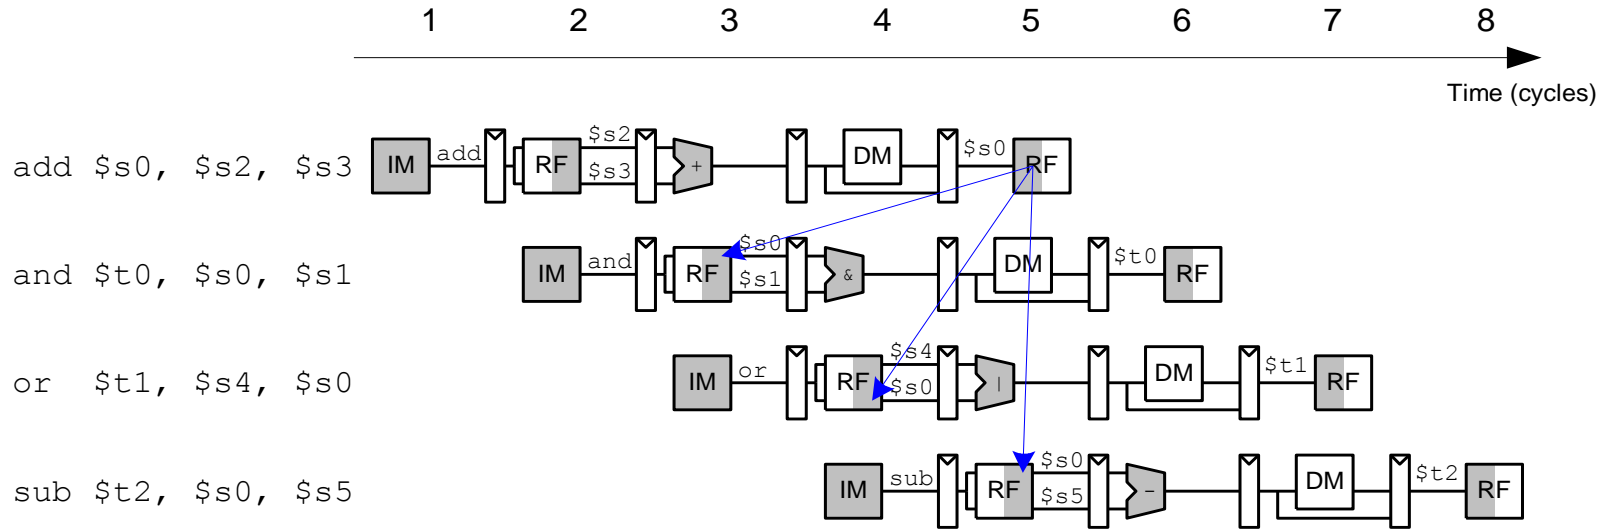 1 2 3 4 5 6 7 8
Time (cycles)
add $s0, $s2, $s3 IM add RF $s2 $s3 + DM $s0 RF
and $t0, $s0, $s1 IM and RF $s0 $s1 & DM $t0 RF
or $t1, $s4, $s0 IM or RF $s4 $s0 | DM $t1 RF
sub $t2, $s0, $s5 IM sub RF $s0 $s5 - DM $t2 RF